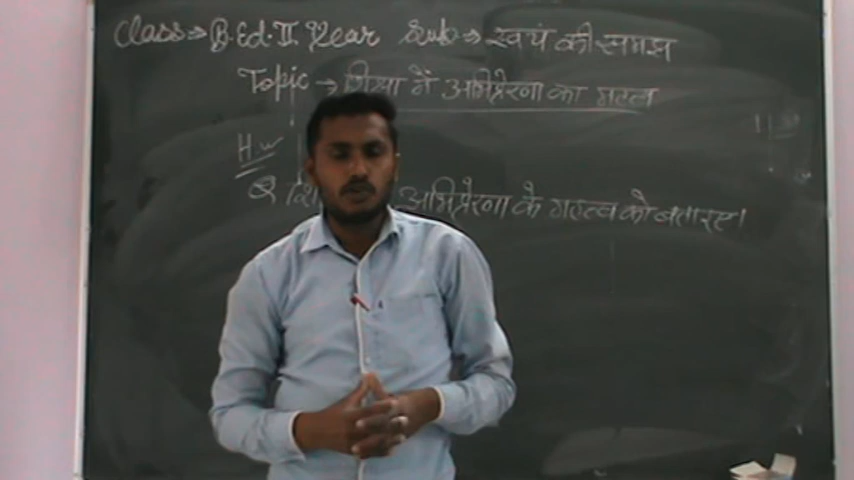 Class → B.Ed. II Year Sub → स्वयं की समझ
Topic → शिक्षा में अभिप्रेरणा का महत्व
H.w
अभिप्रेरणा के महत्व को बताइए।